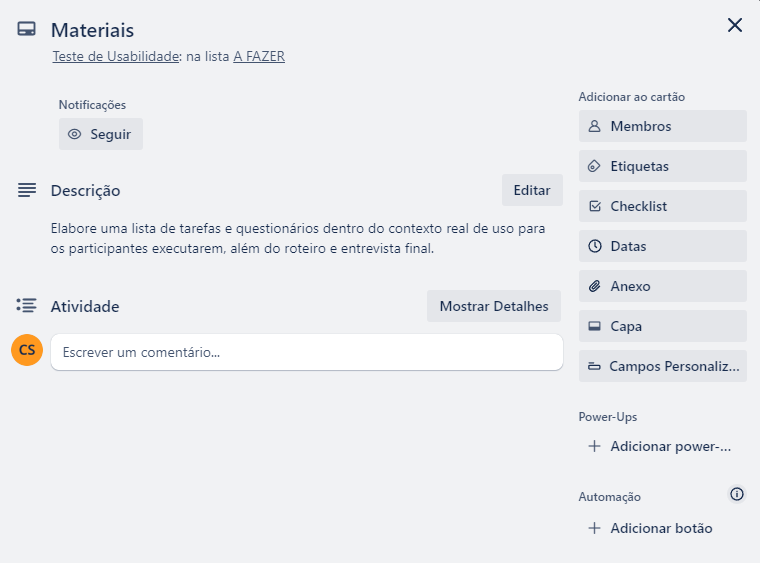 Materiais
Teste de Usabilidade: na lista A FAZER
Notificações
Seguir
Descrição
Editar
Elabore uma lista de tarefas e questionários dentro do contexto real de uso para
os participantes executarem, além do roteiro e entrevista final.
Atividade
Mostrar Detalhes
CS
Escrever um comentário...
Adicionar ao cartão
Membros
Etiquetas
Checklist
Datas
Anexo
Capa
Campos Personaliz...
Power-Ups
Adicionar power-...
Automação
Adicionar botão